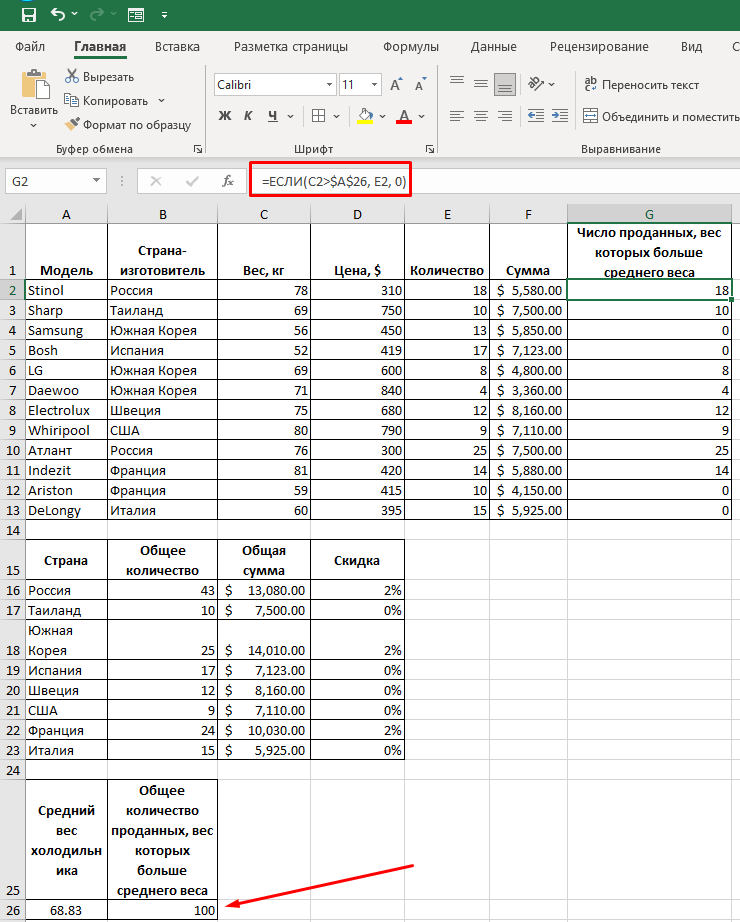 Файл Главная Вставка Разметка страницы Формулы Данные Рецензирование Вид С
Вставить
Вырезать
Копировать
Формат по образцу
Буфер обмена
Calibri 11
Ж К Ч А
Шрифт
Переносить текст
Объединить и поместить
Выравнивание
G2 fx =ЕСЛИ(C2>$A$26, E2, 0)
A B C D E F G
1 Модель Страна-изготовитель Вес, кг Цена, $ Количество Сумма Число проданных, вес которых больше среднего веса
2 Stinol Россия 78 310 18 $ 5,580.00 18
3 Sharp Таиланд 69 750 10 $ 7,500.00 10
4 Samsung Южная Корея 56 450 13 $ 5,850.00 0
5 Bosh Испания 52 419 17 $ 7,123.00 0
6 LG Южная Корея 69 600 8 $ 4,800.00 8
7 Daewoo Южная Корея 71 840 4 $ 3,360.00 4
8 Electrolux Швеция 75 680 12 $ 8,160.00 12
9 Whiripool США 80 790 9 $ 7,110.00 9
10 Атлант Россия 76 300 25 $ 7,500.00 25
11 Indezit Франция 81 420 14 $ 5,880.00 14
12 Ariston Франция 59 415 10 $ 4,150.00 0
13 DeLongy Италия 60 395 15 $ 5,925.00 0
14
15 Страна Общее количество Общая сумма Скидка
16 Россия 43 $ 13,080.00 2%
17 Таиланд 10 $ 7,500.00 0%
18 Южная Корея 25 $ 14,010.00 2%
19 Испания 17 $ 7,123.00 0%
20 Швеция 12 $ 8,160.00 0%
21 США 9 $ 7,110.00 0%
22 Франция 24 $ 10,030.00 2%
23 Италия 15 $ 5,925.00 0%
24
25 Средний вес холодильника Общее количество проданных, вес которых больше среднего веса
26 68.83 100